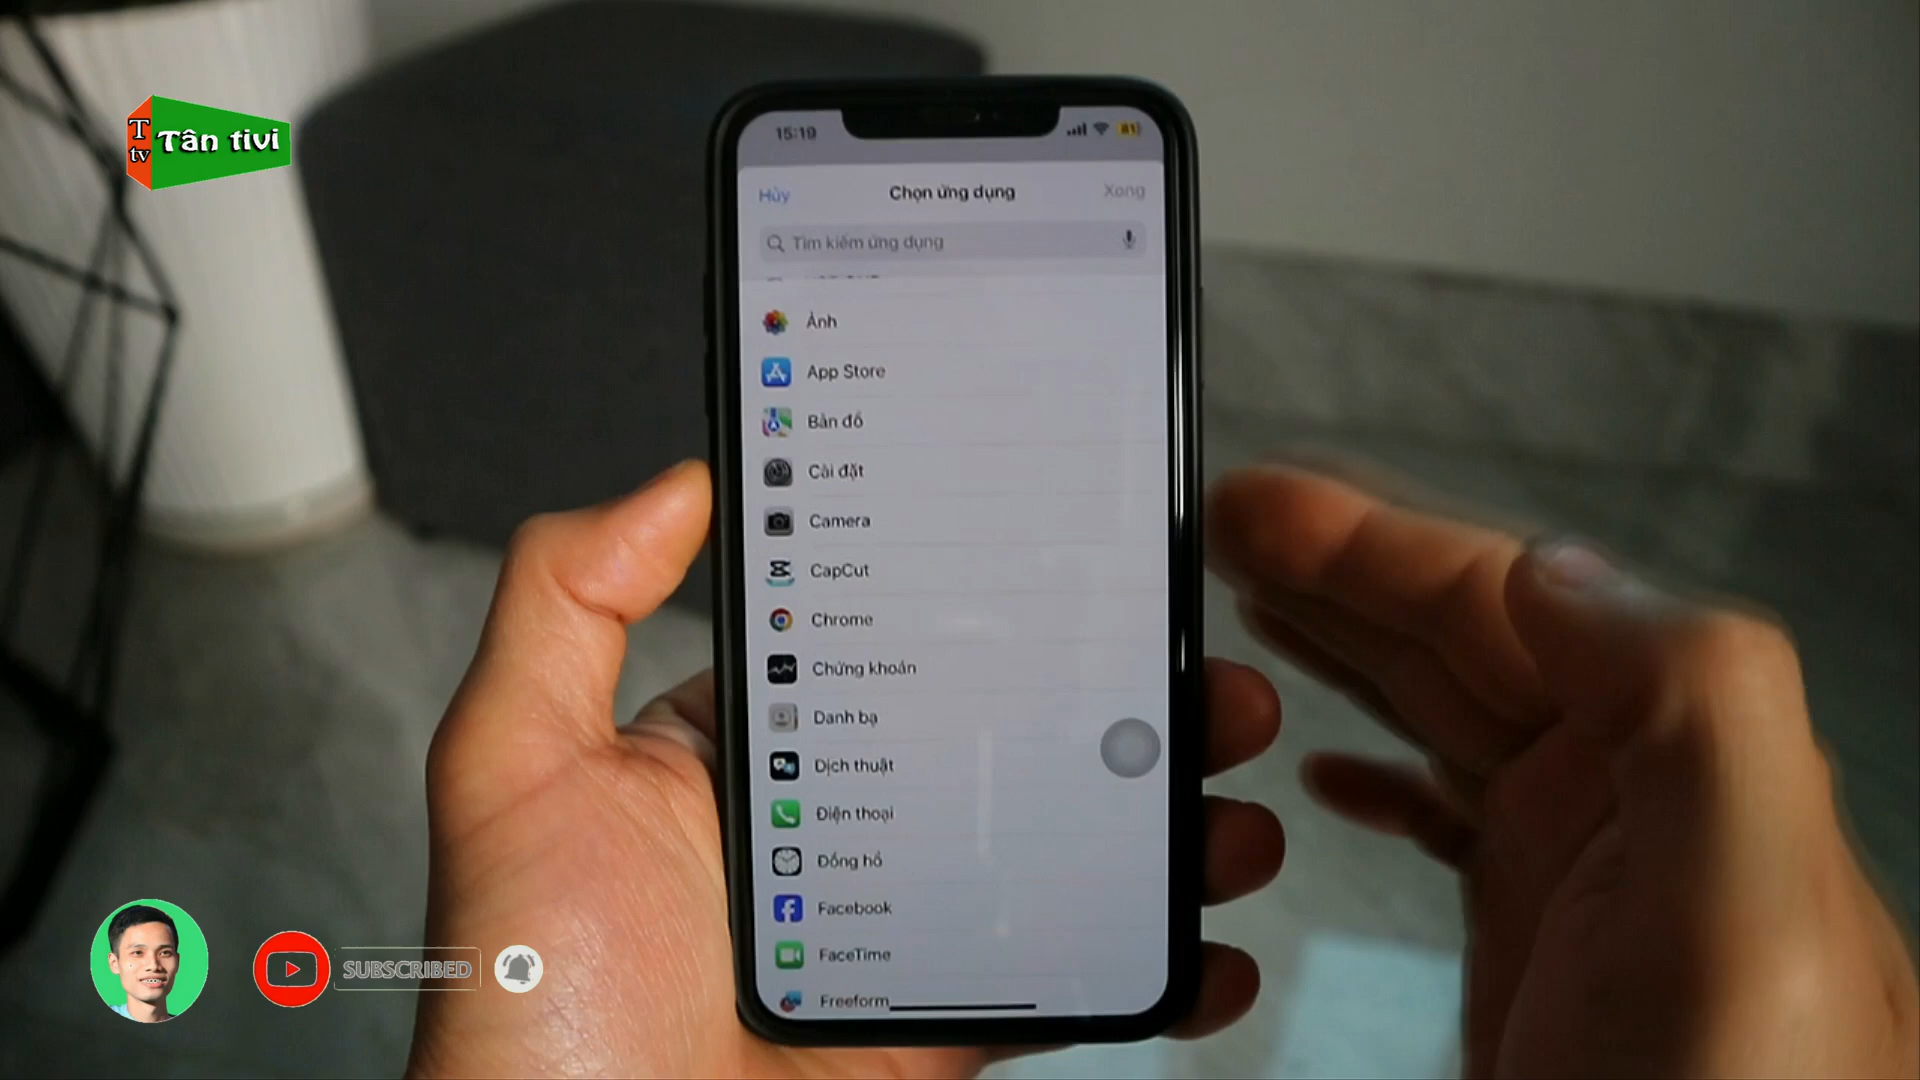 T
tv
Tân tivi
15:19
81
Hủy
Chọn ứng dụng
Xong
Tìm kiếm ứng dụng
Ảnh
App Store
Bản đồ
Cài đặt
Camera
CapCut
Chrome
Chứng khoán
Danh bạ
Dịch thuật
Điện thoại
Đồng hồ
Facebook
FaceTime
Freeform
SUBSCRIBED